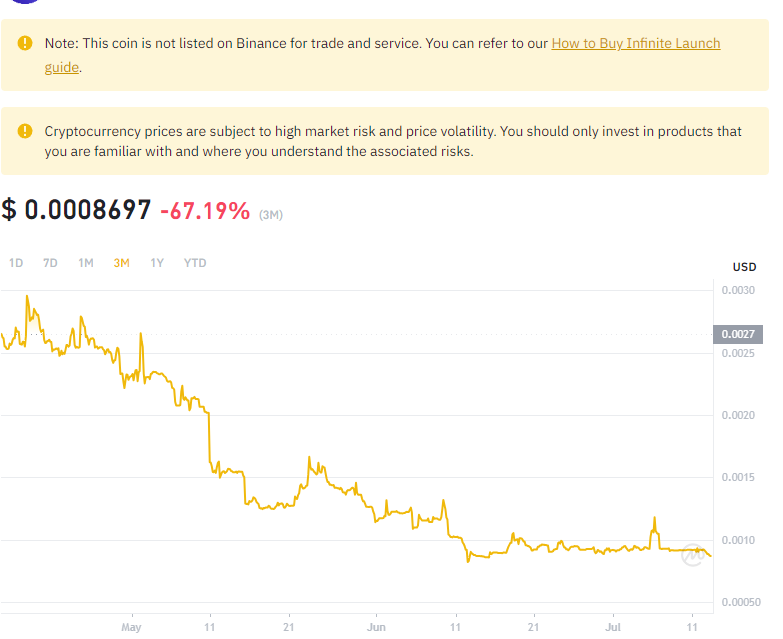 Note: This coin is not listed on Binance for trade and service. You can refer to our How to Buy Infinite Launch
guide.
Cryptocurrency prices are subject to high market risk and price volatility. You should only invest in products that
you are familiar with and where you understand the associated risks.
$ 0.0008697 -67.19% (3M)
1D 7D 1M 3M 1Y YTD
USD
0.0030
0.0027
0.0025
0.0020
0.0015
0.0010
0.00050
May 11 21 Jun 11 21 Jul 11